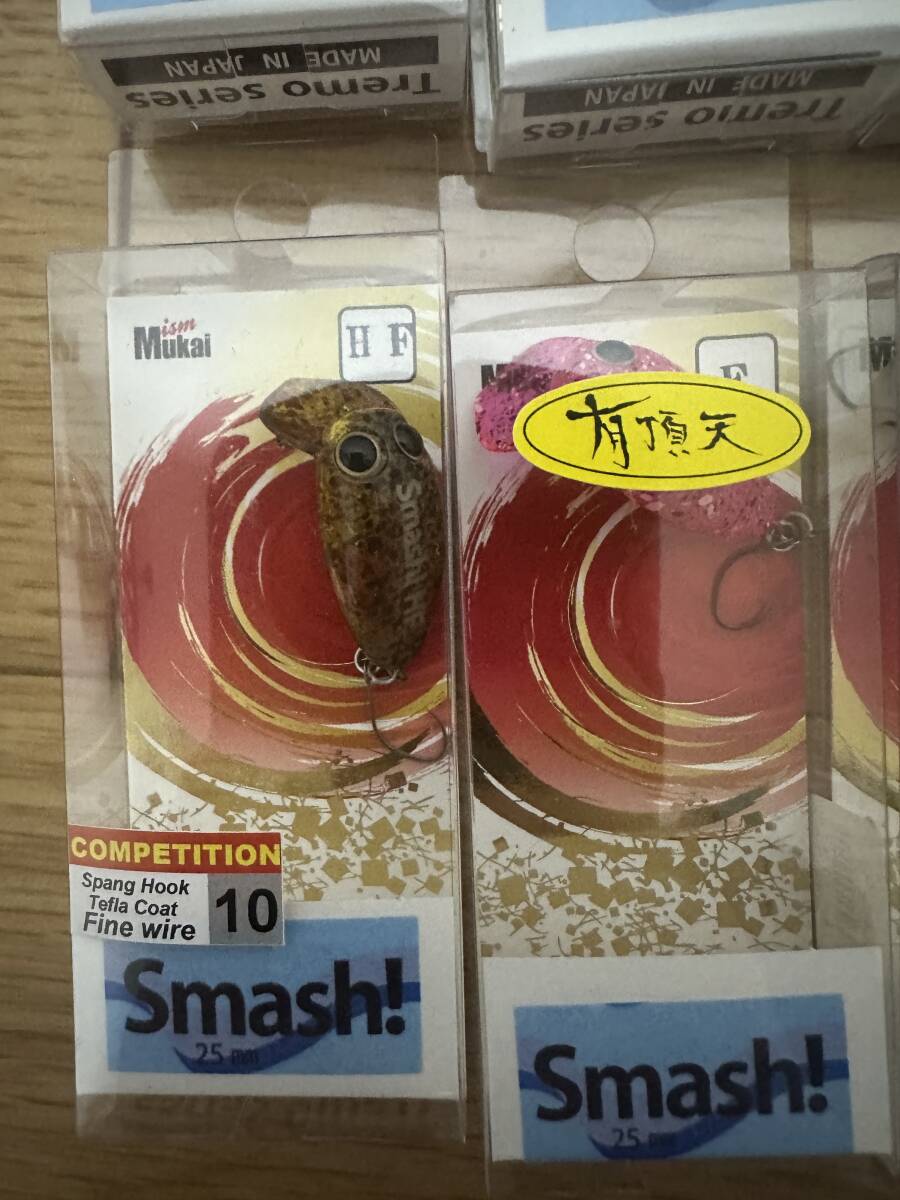 MADE IN JAPAN
Tremo series
MADE IN JAPAN
Tremo series
ism
Mukai
H F
Smash! HF
COMPETITION
Spang Hook
Tefla Coat
Fine wire
10
Smash!
25 mm
M
F
有頂天
Smash!
25 mm
M